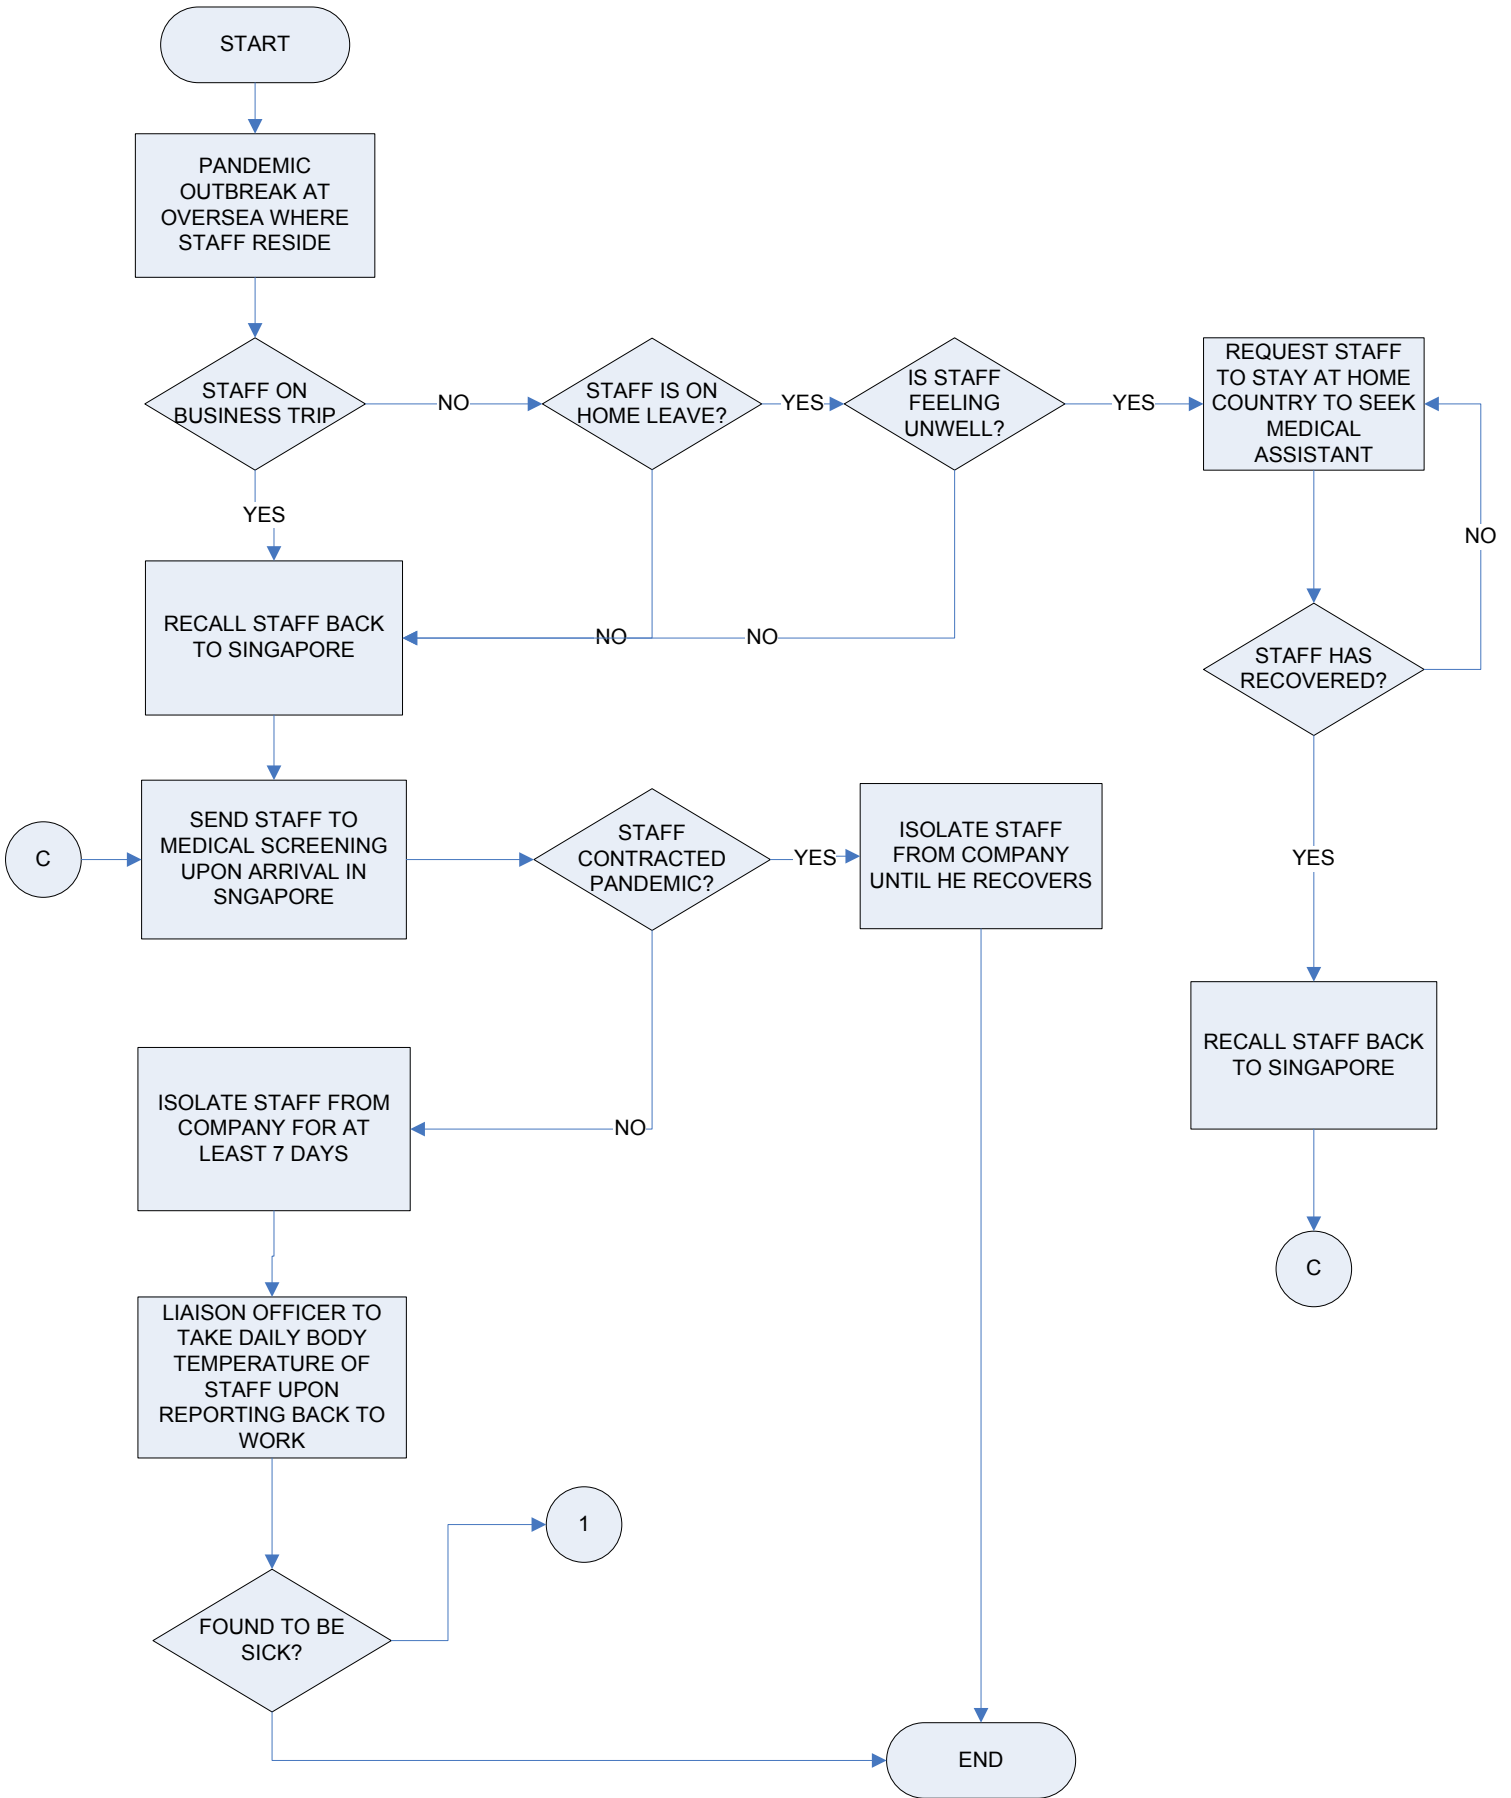 START
PANDEMIC
OUTBREAK AT
OVERSEA WHERE
STAFF RESIDE
STAFF ON
BUSINESS TRIP
NO
STAFF IS ON
HOME LEAVE?
YES
IS STAFF
FEELING
UNWELL?
YES
REQUEST STAFF
TO STAY AT HOME
COUNTRY TO SEEK
MEDICAL
ASSISTANT
YES
NO
RECALL STAFF BACK
TO SINGAPORE
NO
NO
STAFF HAS
RECOVERED?
C
SEND STAFF TO
MEDICAL SCREENING
UPON ARRIVAL IN
SNGAPORE
STAFF
CONTRACTED
PANDEMIC?
YES
ISOLATE STAFF
FROM COMPANY
UNTIL HE RECOVERS
YES
RECALL STAFF BACK
TO SINGAPORE
ISOLATE STAFF FROM
COMPANY FOR AT
LEAST 7 DAYS
NO
C
LIAISON OFFICER TO
TAKE DAILY BODY
TEMPERATURE OF
STAFF UPON
REPORTING BACK TO
WORK
1
FOUND TO BE
SICK?
END